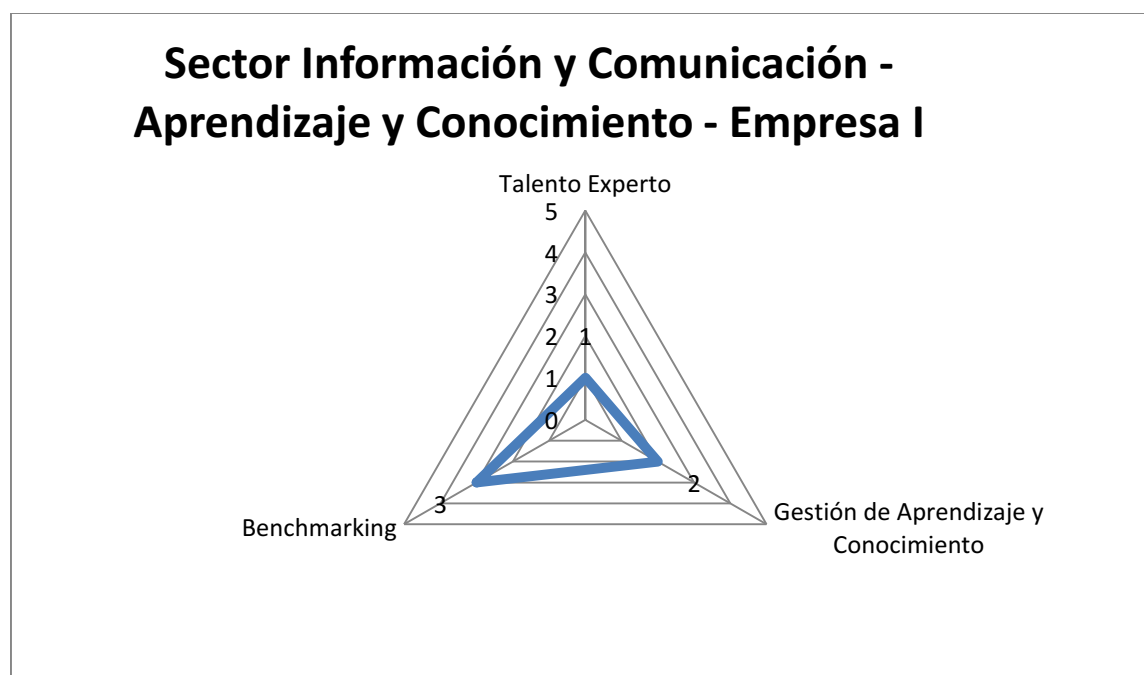 Sector Información y Comunicación -
Aprendizaje y Conocimiento - Empresa I
Talento Experto
5
4
3
2
1
1
0
2
3
Gestión de Aprendizaje y
Conocimiento
Benchmarking